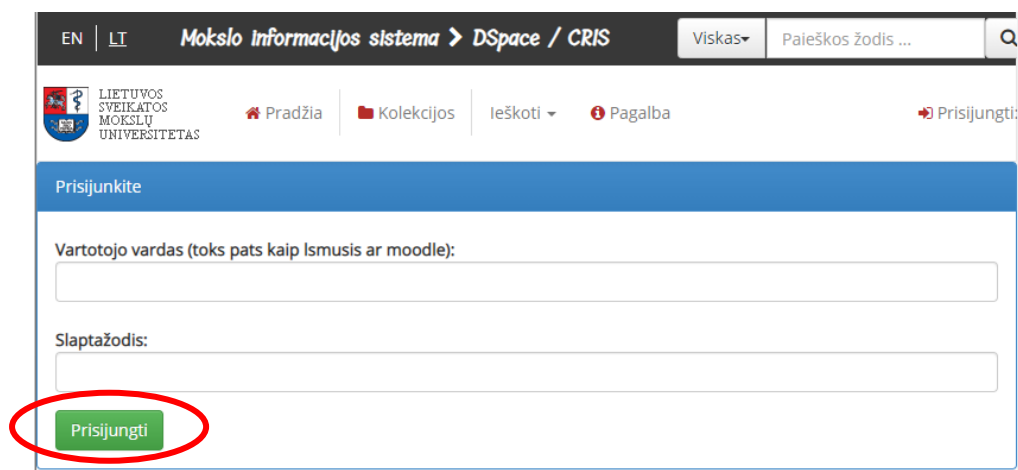 EN | LT Mokslo informacijos sistema > DSpace / CRIS Viskas Paieškos žodis ...
LIETUVOS
SVEIKATOS
MOKSLŲ
UNIVERSITETAS
Pradžia Kolekcijos Ieškoti Pagalba Prisijungti:
Prisijunkite
Vartotojo vardas (toks pats kaip lsmusis ar moodle):
Slaptažodis:
Prisijungti